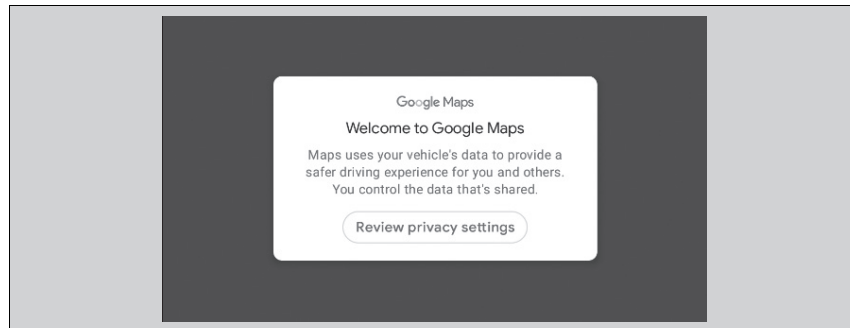 Google Maps
Welcome to Google Maps
Maps uses your vehicle's data to provide a
safer driving experience for you and others.
You control the data that's shared.
Review privacy settings